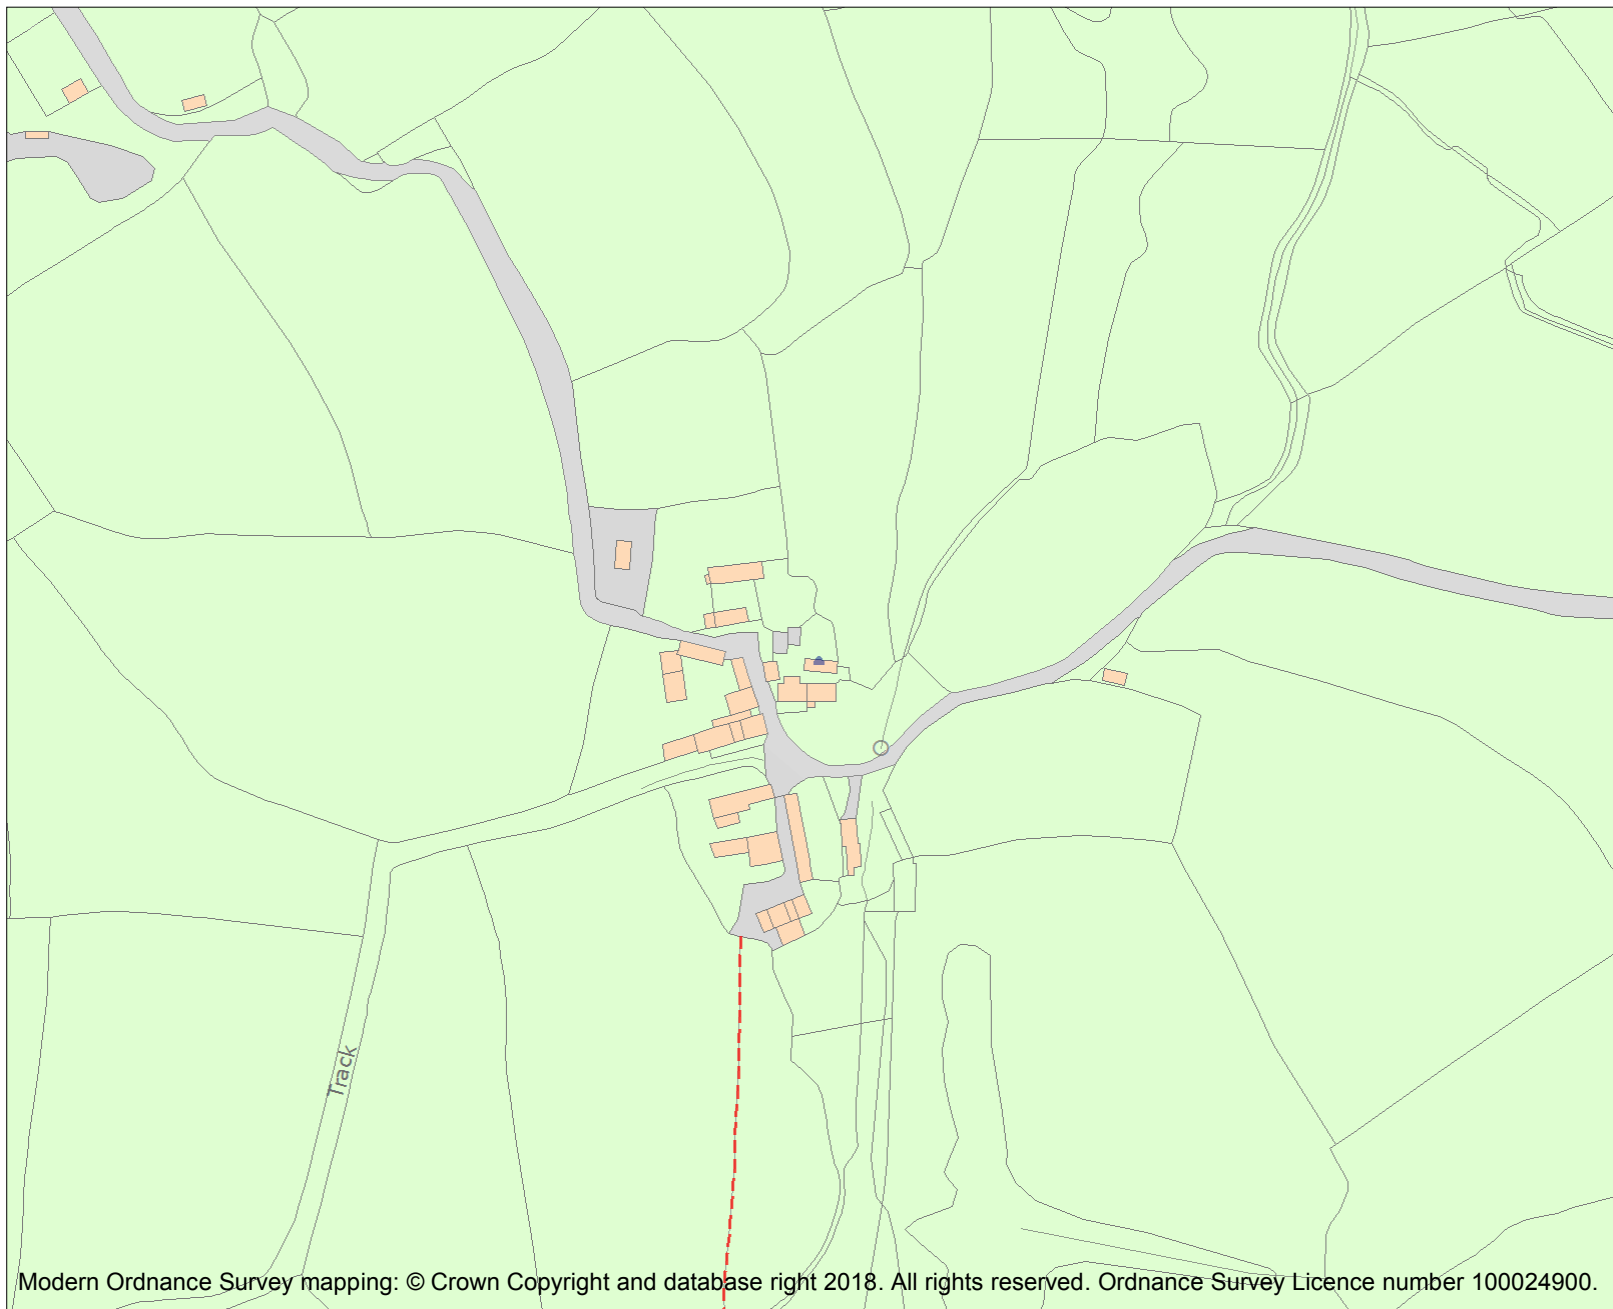 Track
Modern Ordnance Survey mapping: © Crown Copyright and database right 2018. All rights reserved. Ordnance Survey Licence number 100024900.